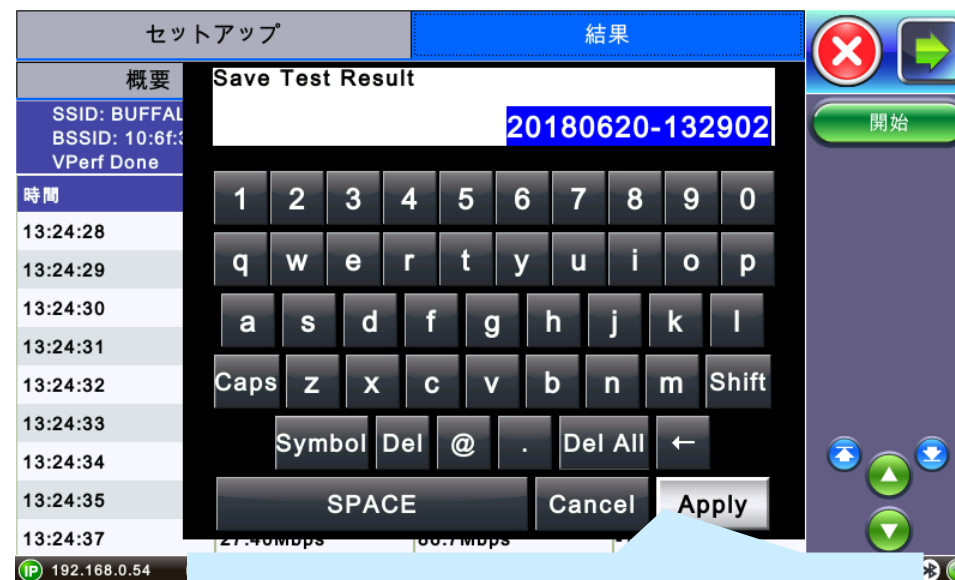 セットアップ
結果
概要
Save Test Result
20180620-132902
SSID: BUFFAL
BSSID: 10:6f:
VPerf Done
開始
時間
13:24:28
13:24:29
13:24:30
13:24:31
13:24:32
13:24:33
13:24:34
13:24:35
13:24:37
1 2 3 4 5 6 7 8 9 0
q w e r t y u i o p
a s d f g h j k l
Caps z x c v b n m Shift
Symbol Del @ . Del All ←
SPACE Cancel Apply
27.40Mbps
IP 192.168.0.54